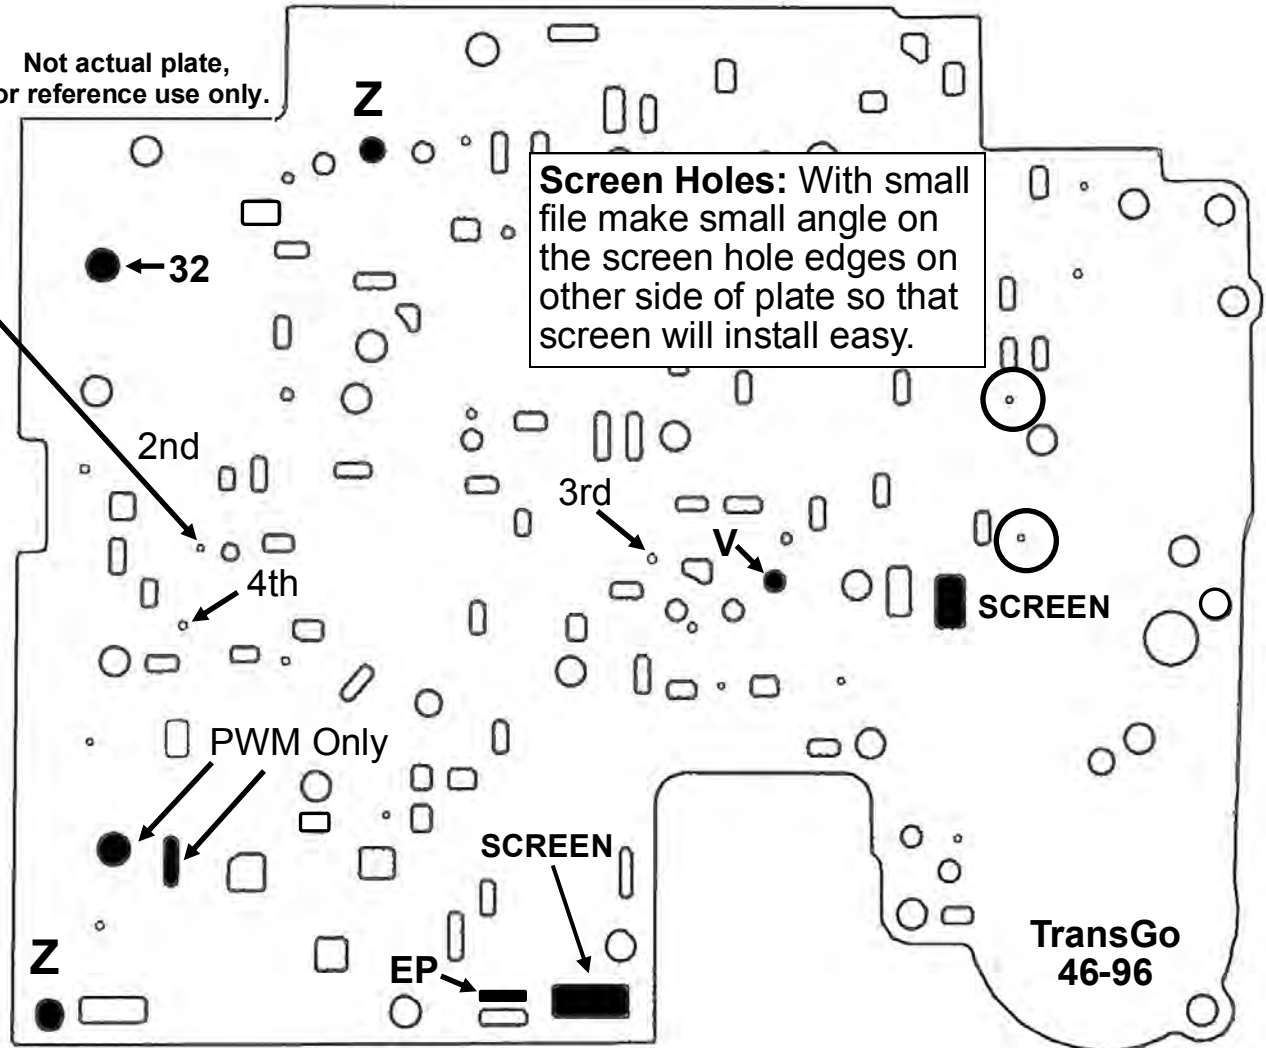 Not actual plate,
or reference use only.
Z
Screen Holes: With small
file make small angle on
the screen hole edges on
other side of plate so that
screen will install easy.
32
2nd
3rd
V
4th
SCREEN
PWM Only
SCREEN
TransGo
46-96
Z
EP